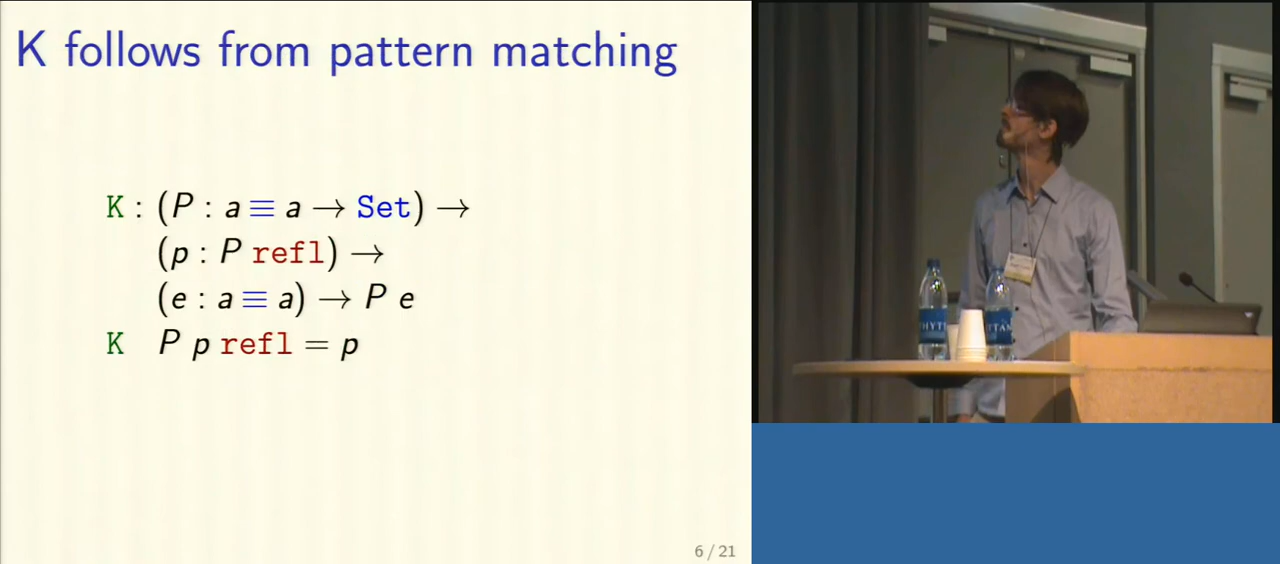 K follows from pattern matching
K : (P : a ≡ a → Set) →
(p : P refl) →
(e : a ≡ a) → P e
K P p refl = p
6 / 21